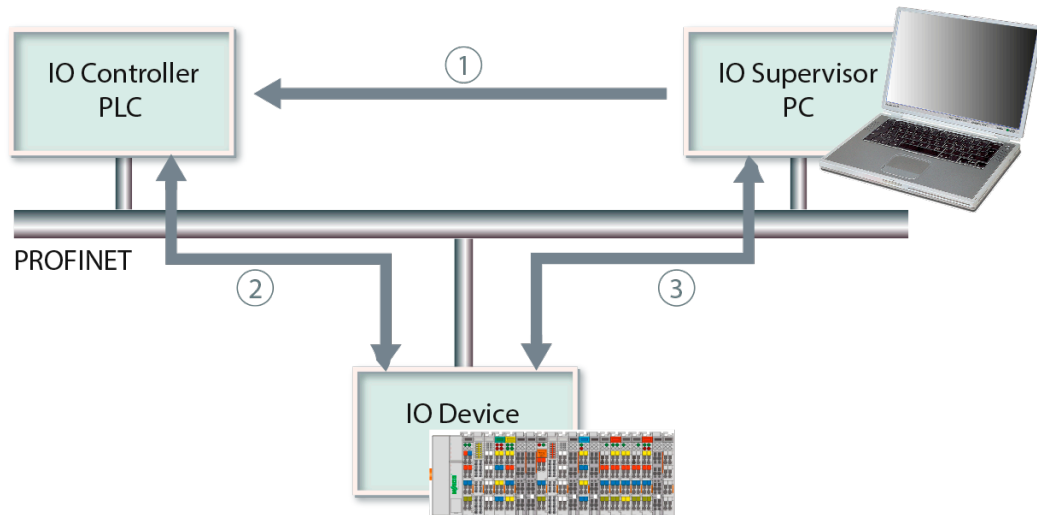 IO Controller
PLC
1
IO Supervisor
PC
PROFINET
2
3
IO Device